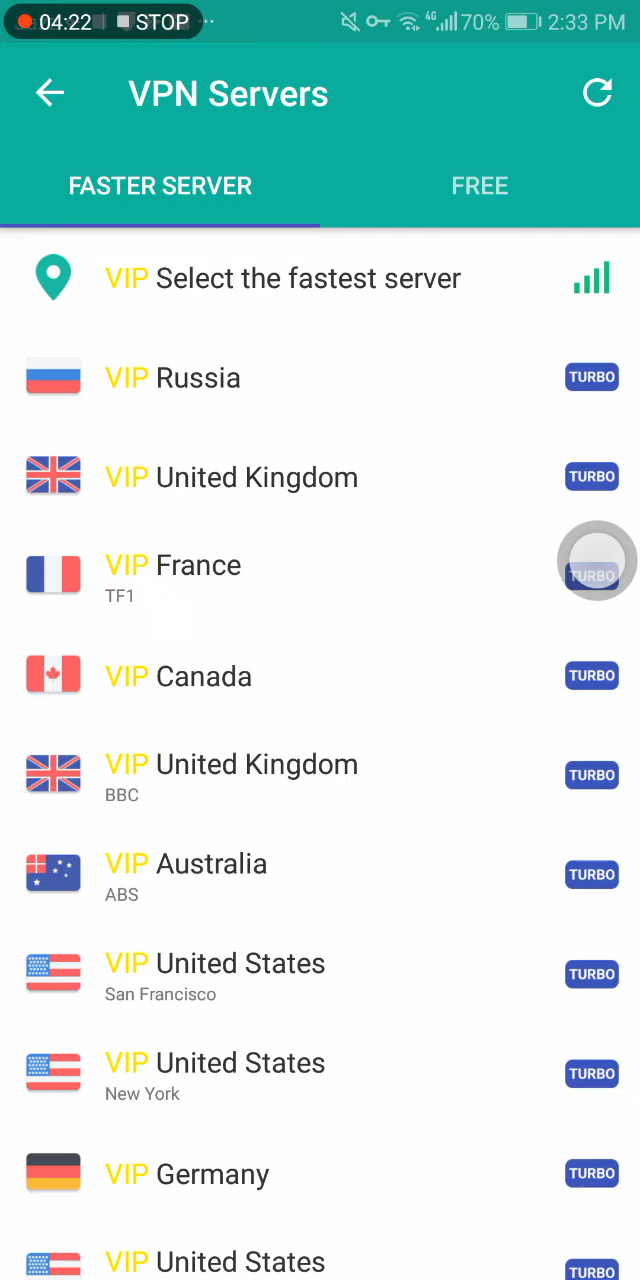 04:22 STOP 4G 70% 2:33 PM
VPN Servers
FASTER SERVER FREE
VIP Select the fastest server
VIP Russia TURBO
VIP United Kingdom TURBO
VIP France
TURBO
TF1
VIP Canada TURBO
VIP United Kingdom
TURBO
BBC
VIP Australia
TURBO
ABS
VIP United States
TURBO
San Francisco
VIP United States
TURBO
New York
VIP Germany TURBO
VIP United States
TURBO